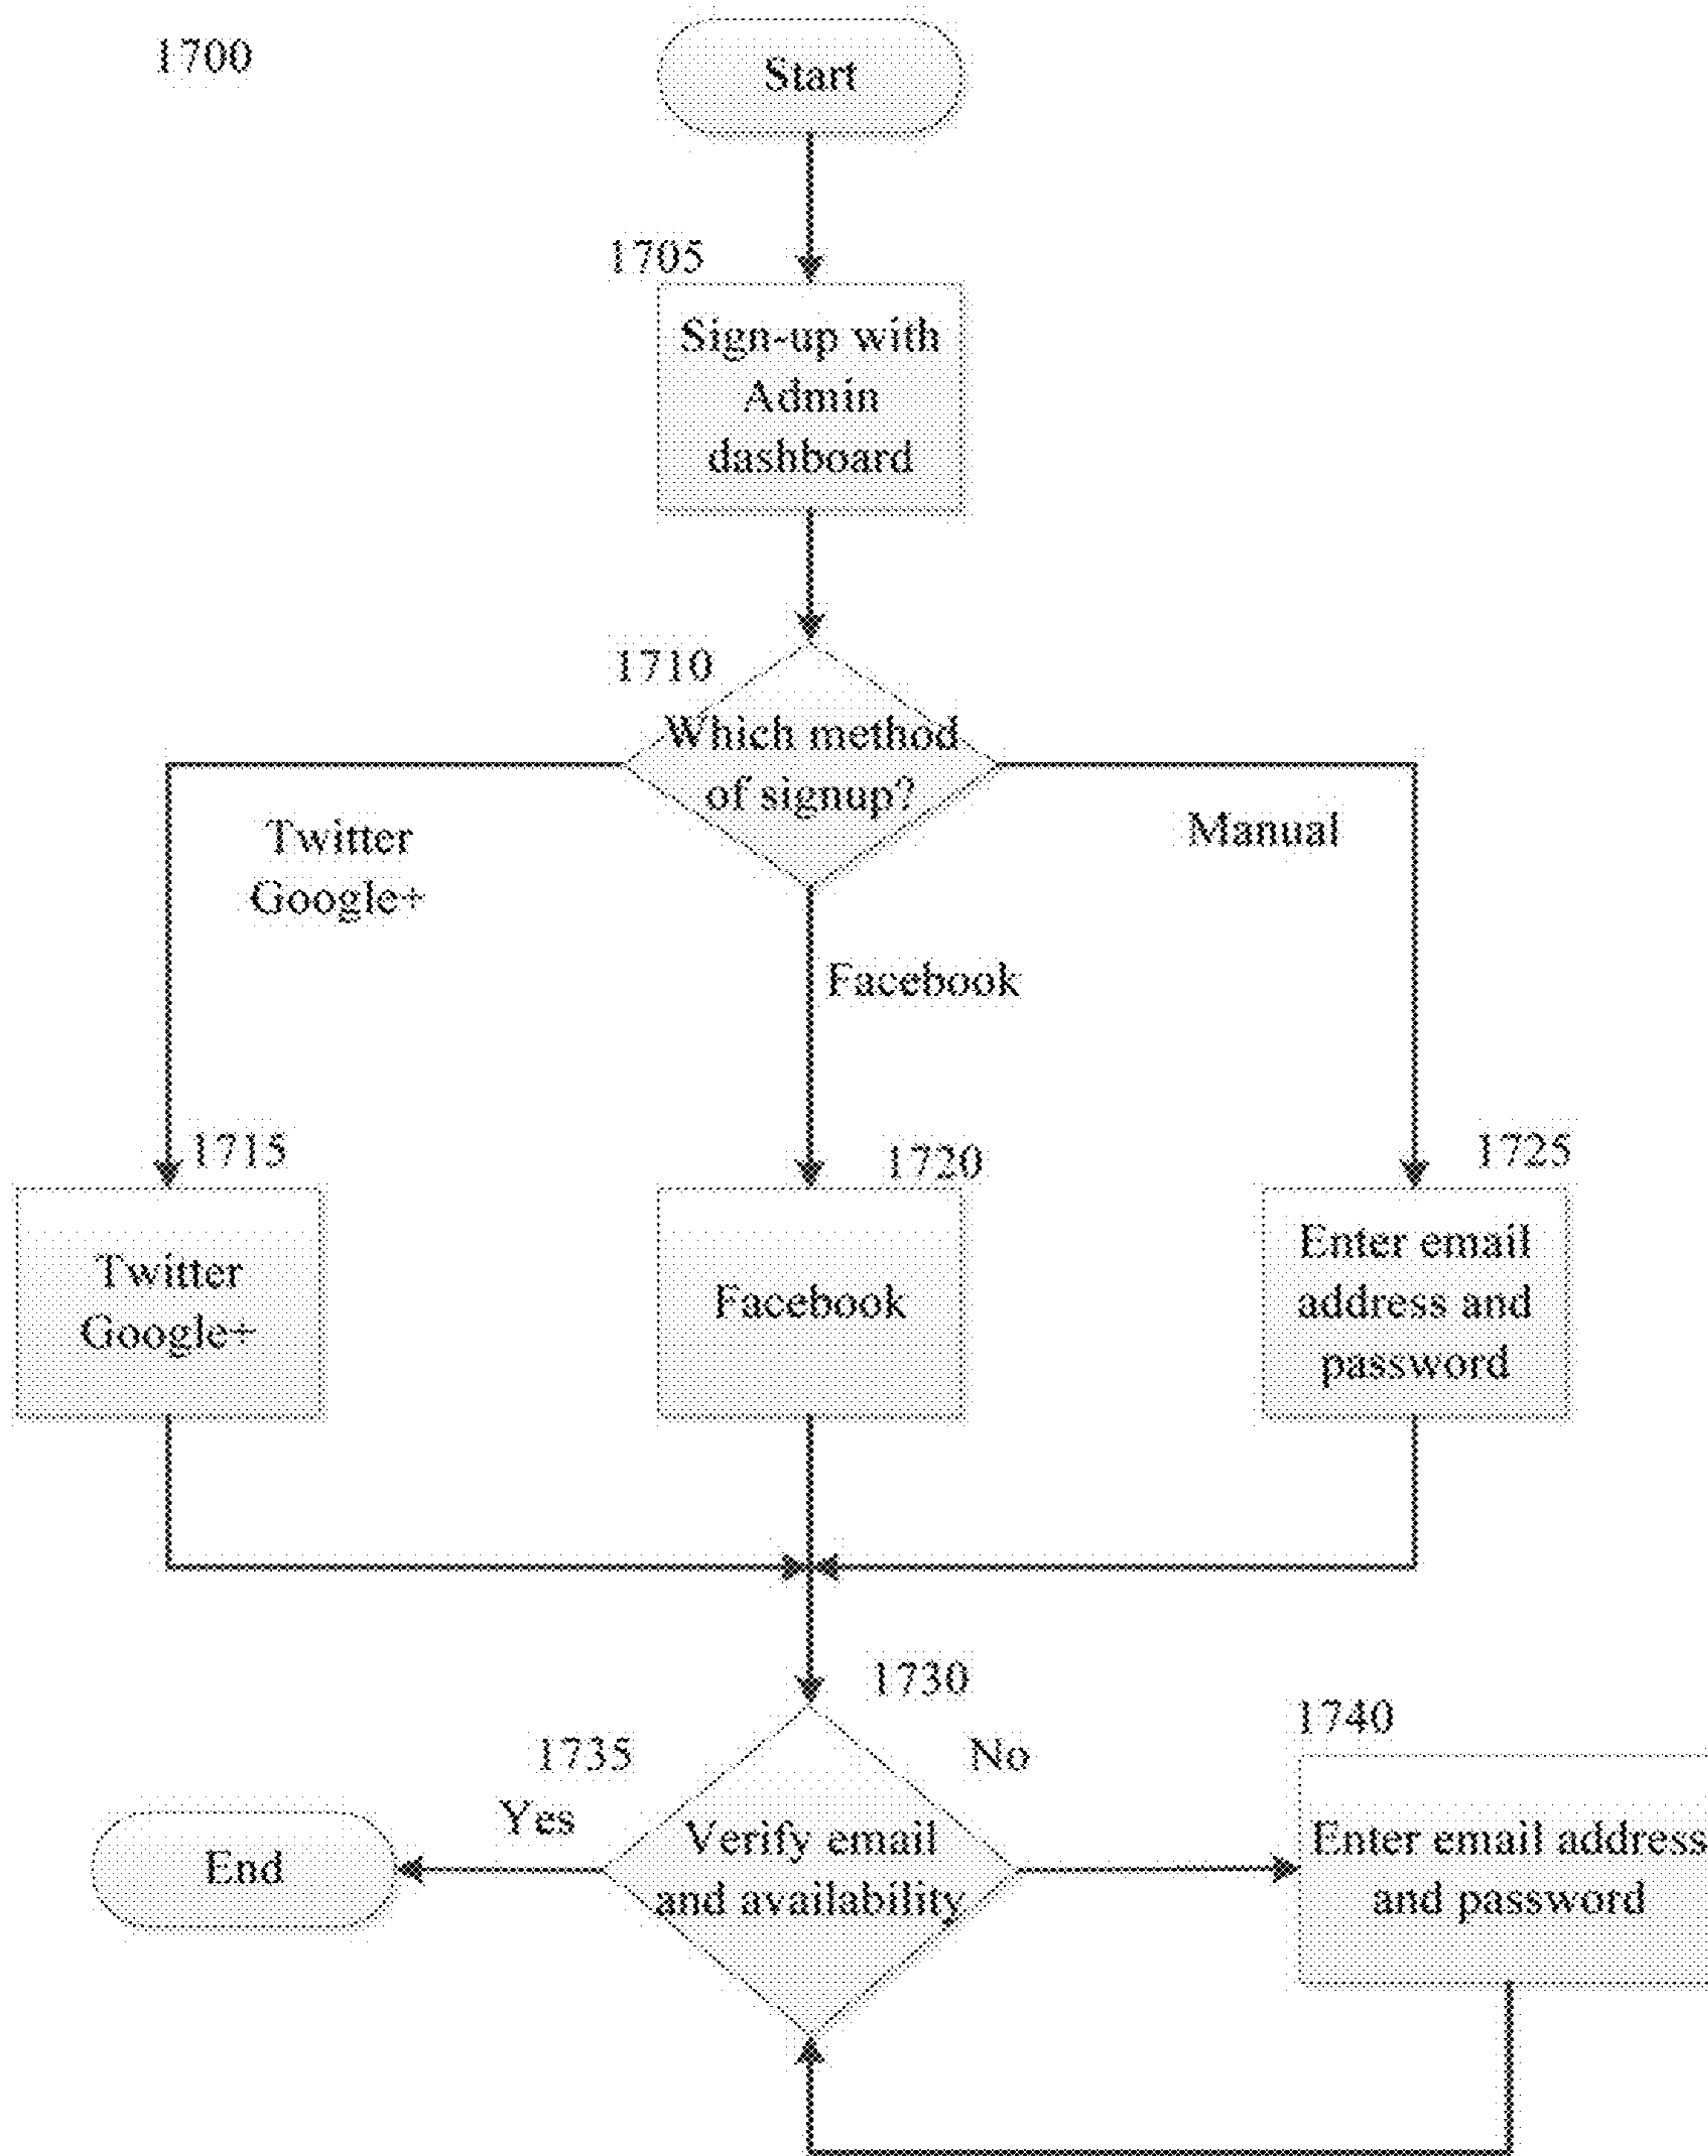 1700
Start
1705
Sign-up with
Admin
dashboard
1710
Which method
of signup?
Twitter
Google+
Manual
Facebook
1715
1720
1725
Twitter
Google+
Facebook
Enter email
address and
password
1730
1735
No
1740
Yes
End
Verify email
and availability
Enter email address
and password